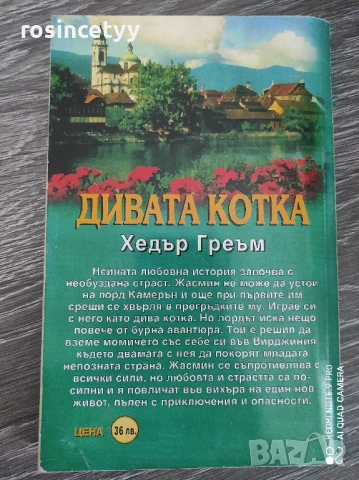 rosincetyy
ДИВАТА КОТКА
Хедър Греъм
Нейната любовна история започва с
необуздана страст. Жасмин не може да устои
на лорд Камерън и още при първите им
срещи се хвърля в прегръдките му. Играе си
с него като дива котка. Но лордът иска нещо
повече от бурна авантюра. Той е решил да
вземе момичето със себе си във Вирджиния,
където двамата с нея да покорят младата
непозната страна. Жасмин се съпротивлява с
всички сили, но любовта и страстта са по-
силни и я повличат във вихъра на един нов
живот, пълен с приключения и опасности.
ЦЕНА 36 лв.
REDMI NOTE 9 PRO
AI QUAD CAMERA
bazar